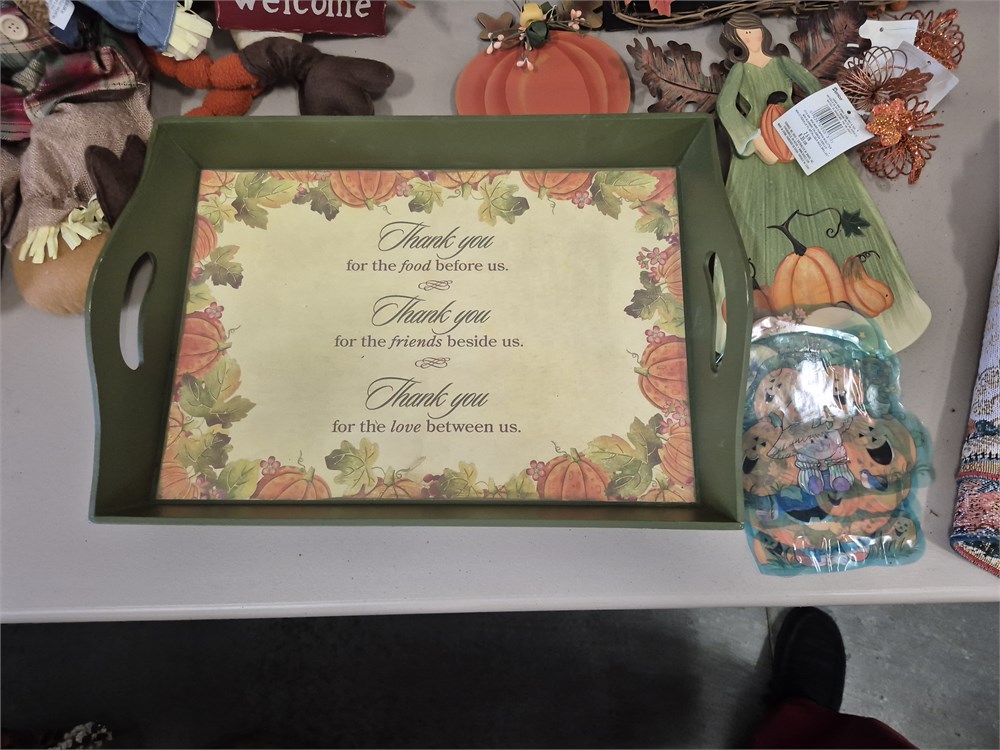 welcome
Thank you
for the food before us.
Thank you
for the friends beside us.
Thank you
for the love between us.